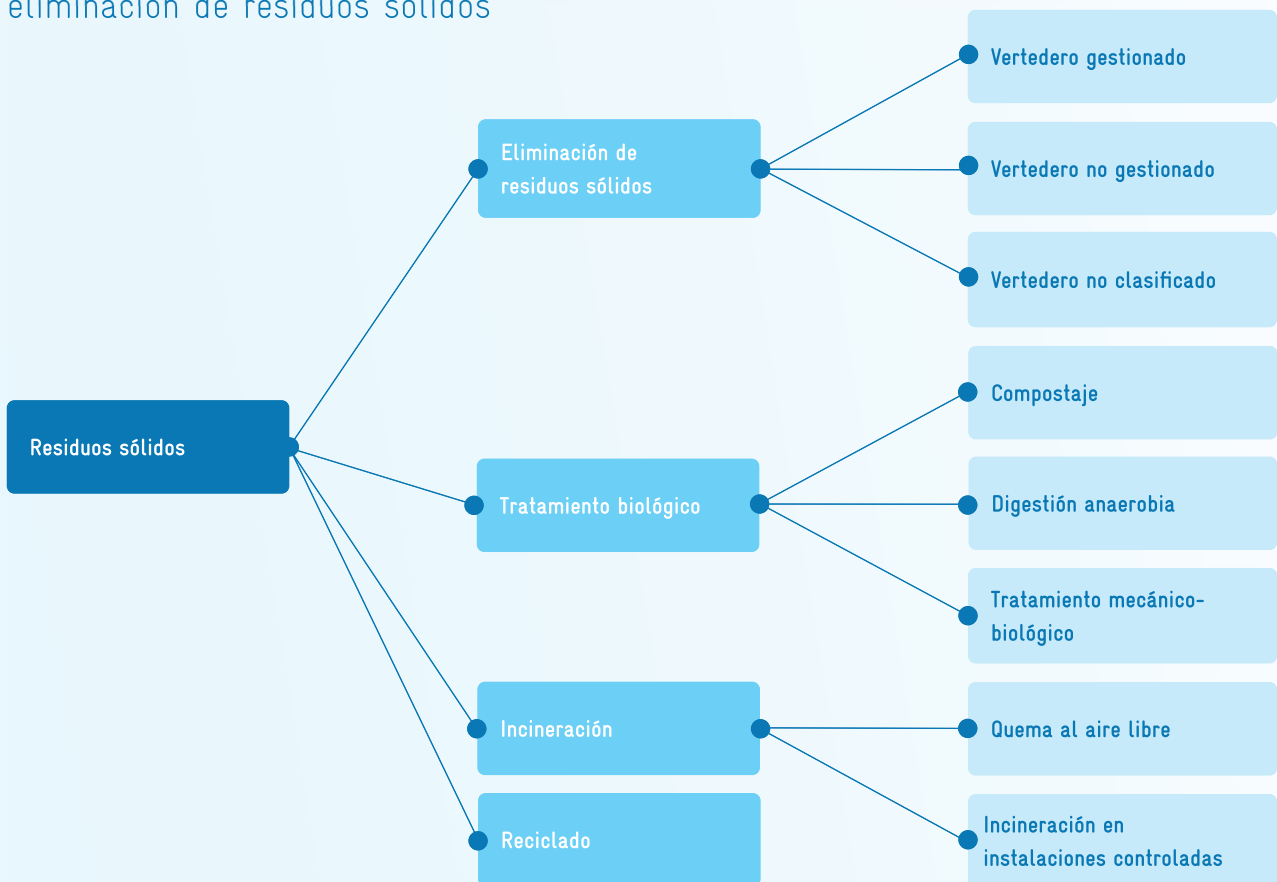 eliminación de residuos sólidos
Residuos sólidos
Eliminación de
residuos sólidos
Vertedero gestionado
Vertedero no gestionado
Vertedero no clasificado
Tratamiento biológico
Compostaje
Digestión anaerobia
Tratamiento mecánico-
biológico
Incineración
Quema al aire libre
Incineración en
instalaciones controladas
Reciclado